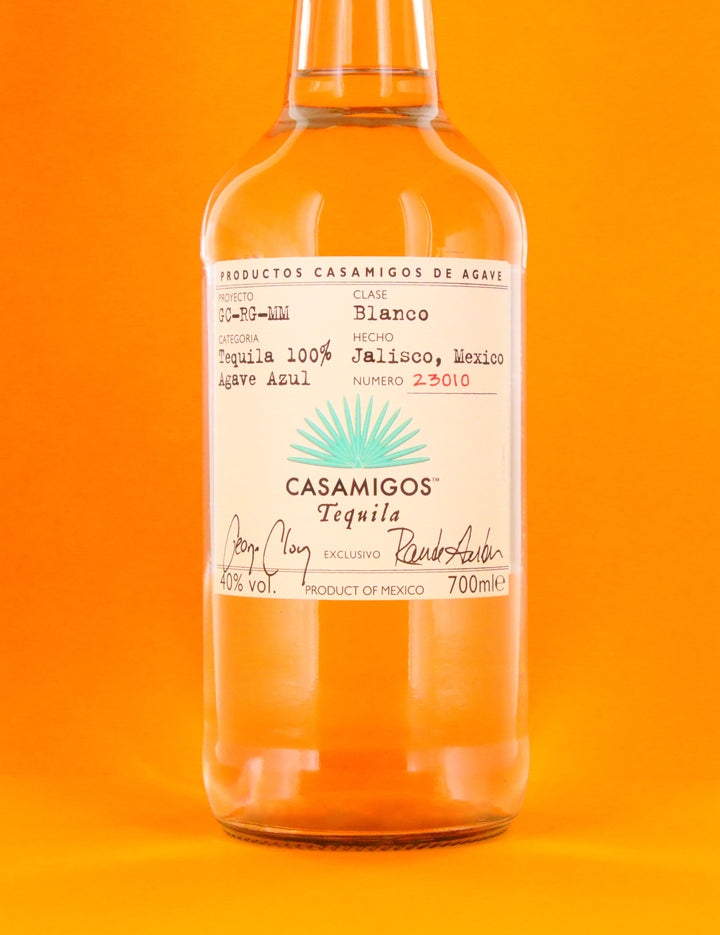 PRODUCTOS CASAMIGOS DE AGAVE
PROYECTO
GC-RG-MM
CLASE
Blanco
CATEGORIA
Tequila 100%
Agave Azul
HECHO
Jalisco, Mexico
NUMERO 23010
CASAMIGOS™
Tequila
EXCLUSIVO
40% vol. PRODUCT OF MEXICO 700ml℮